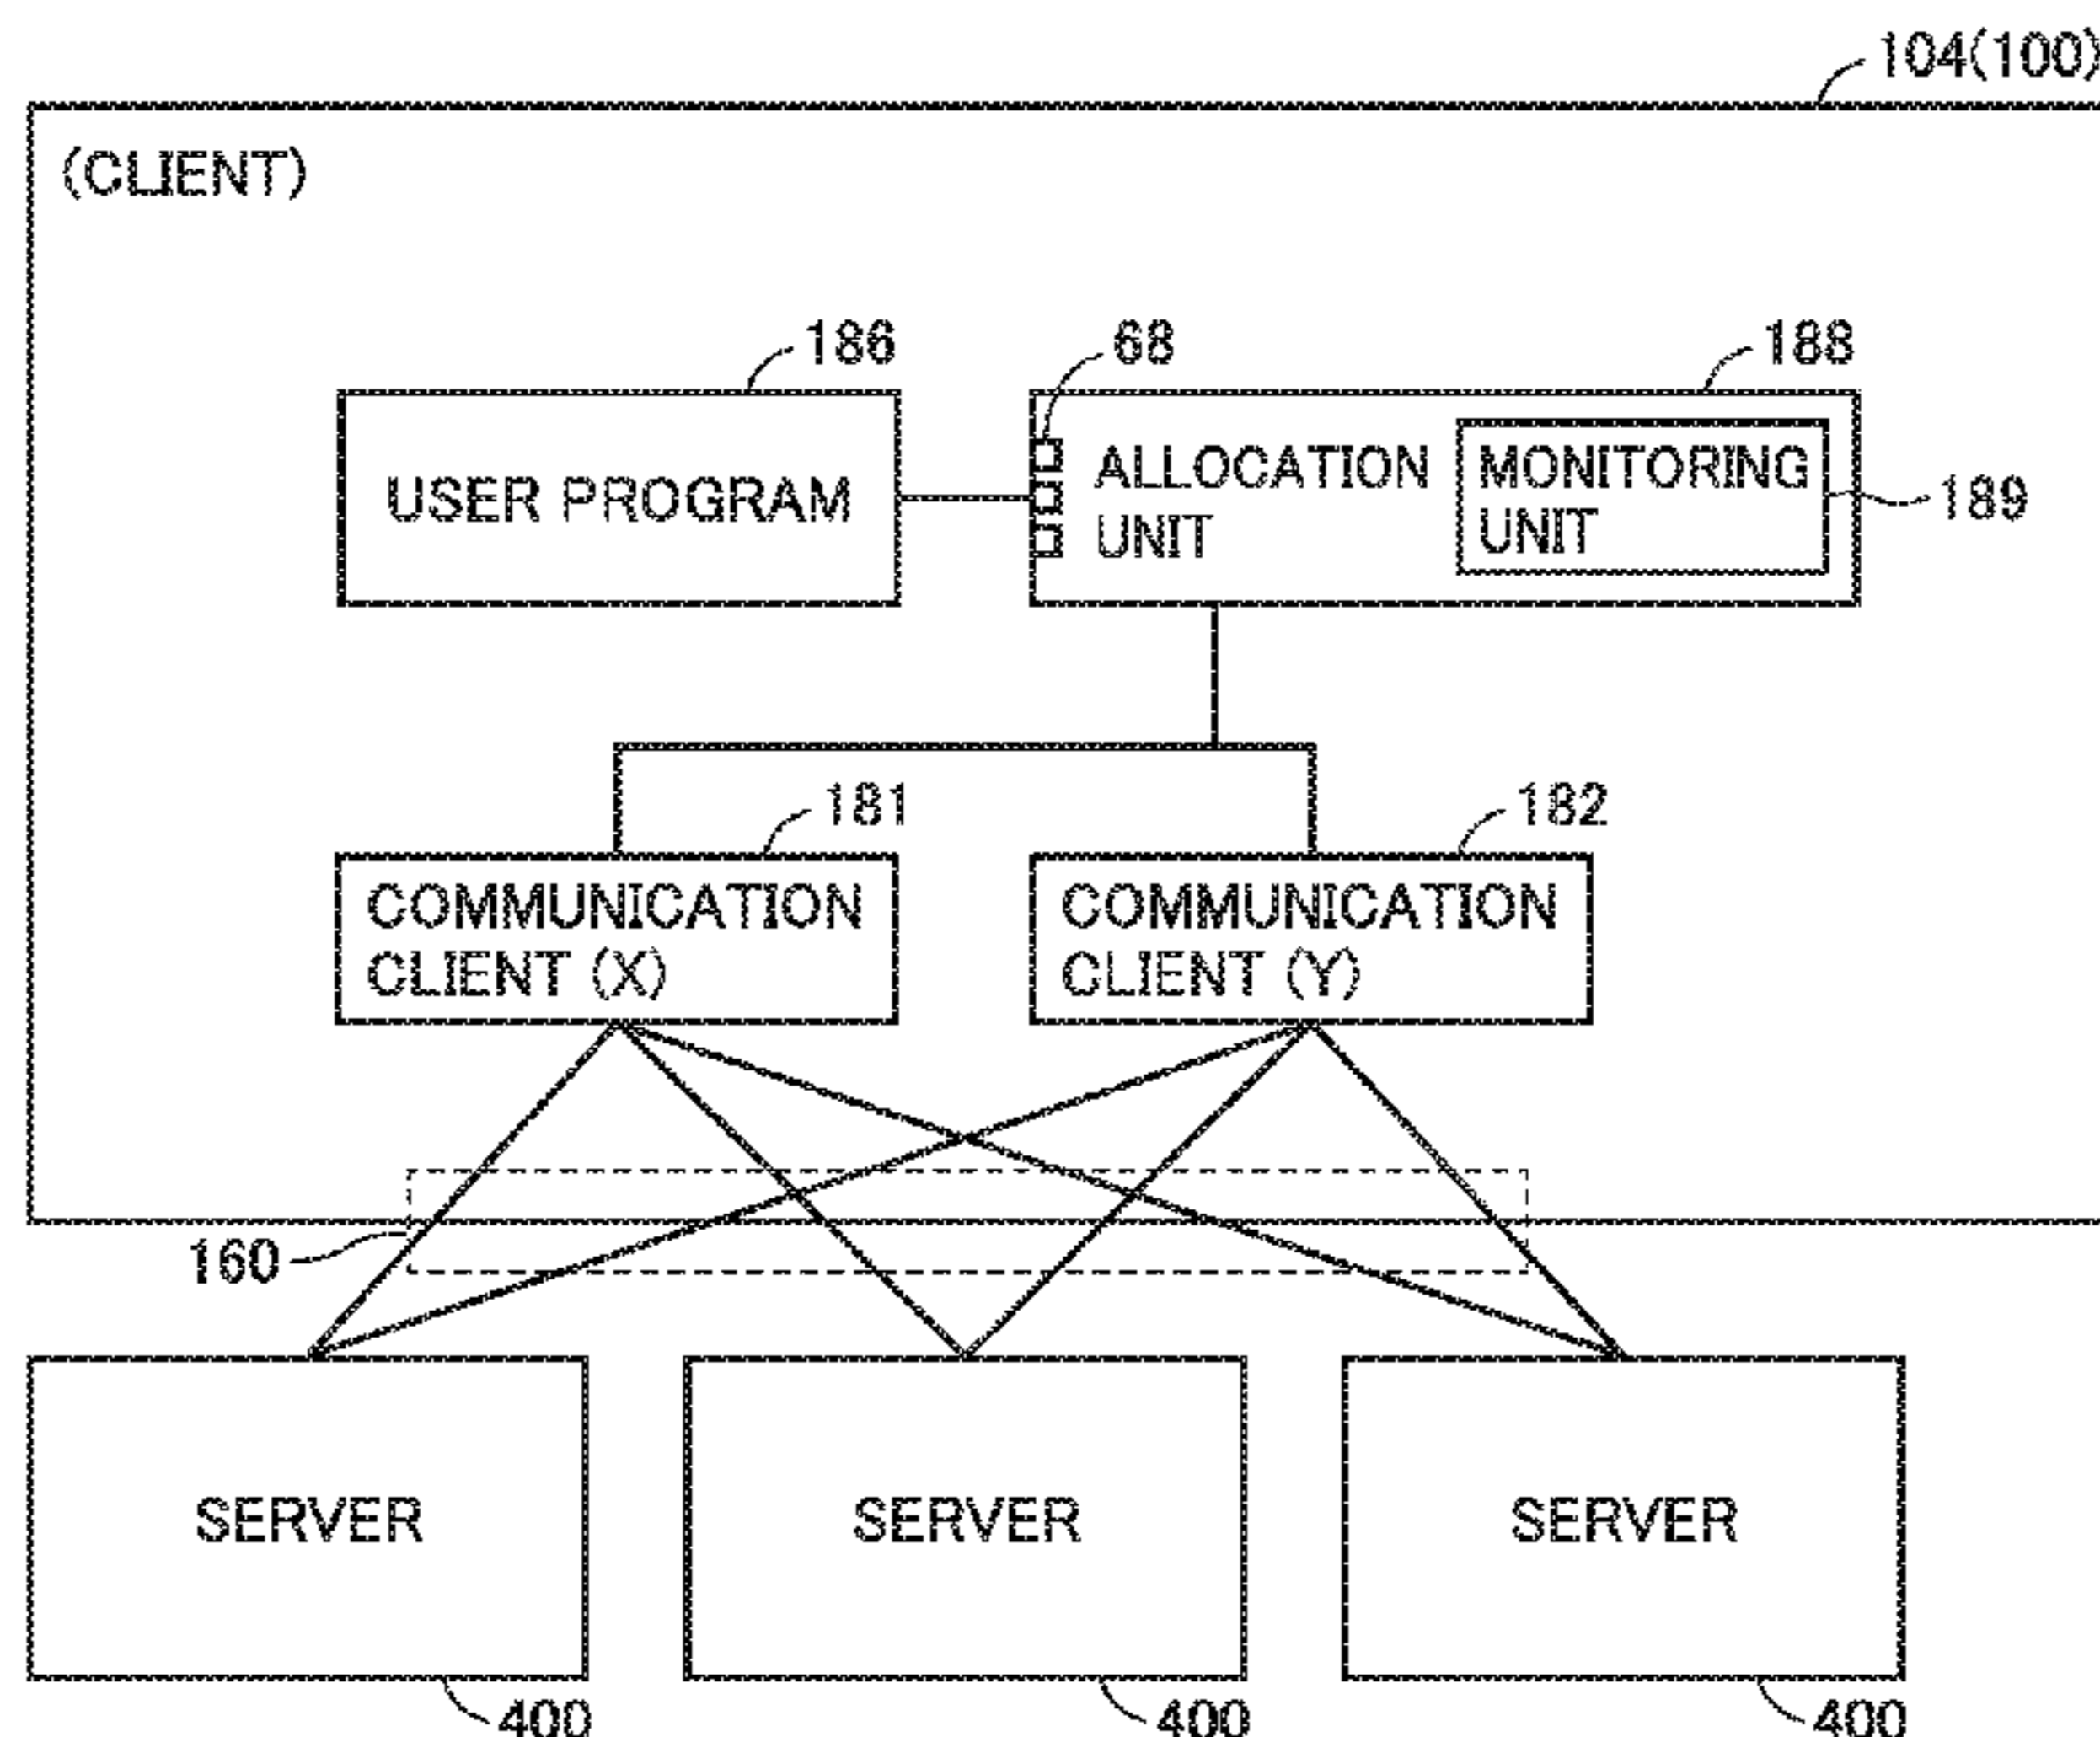 104(100)
(CLIENT)
186
68
188
USER PROGRAM
ALLOCATION
UNIT
MONITORING
UNIT
189
181
182
COMMUNICATION
CLIENT (X)
COMMUNICATION
CLIENT (Y)
160
SERVER
SERVER
SERVER
400
400
400